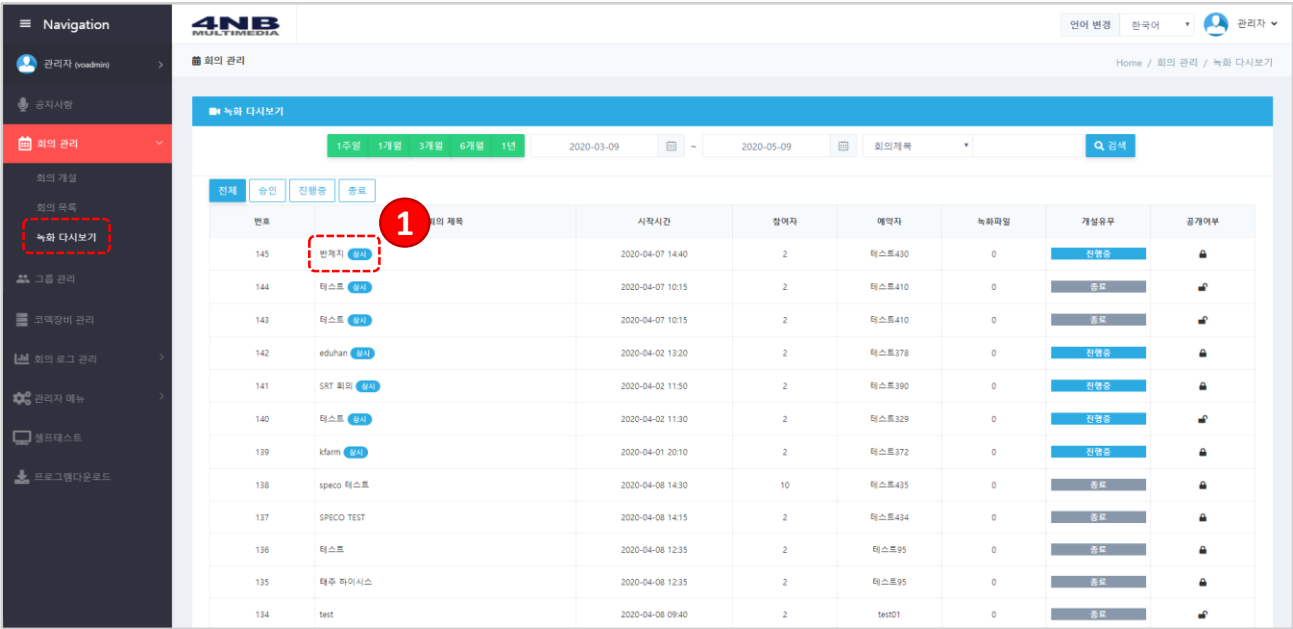 Navigation
4NB MULTIMEDIA
언어 변경 한국어 관리자
관리자 (voadmin)
회의 관리
Home / 회의 관리 / 녹화 다시보기
공지사항
회의 관리
회의 개설
회의 목록
녹화 다시보기
그룹 관리
코덱장비 관리
회의 로그 관리
관리자 메뉴
셀프테스트
프로그램다운로드
녹화 다시보기
1주일 1개월 3개월 6개월 1년 2020-03-09 ~ 2020-05-09 회의제목 검색
전체 승인 진행중 종료
1
번호 회의 제목 시작시간 참여자 예약자 녹화파일 개설유무 공개여부
145 반제지 상시 2020-04-07 14:40 2 테스트430 0 진행중
144 테스트 상시 2020-04-07 10:15 2 테스트410 0 종료
143 테스트 상시 2020-04-07 10:15 2 테스트410 0 종료
142 eduhan 상시 2020-04-02 13:20 2 테스트378 0 진행중
141 SRT 회의 상시 2020-04-02 11:50 2 테스트390 0 진행중
140 테스트 상시 2020-04-02 11:30 2 테스트329 0 진행중
139 kfarm 상시 2020-04-01 20:10 2 테스트372 0 진행중
138 speco 테스트 2020-04-08 14:30 10 테스트435 0 종료
137 SPECO TEST 2020-04-08 14:15 2 테스트434 0 종료
136 테스트 2020-04-08 12:35 2 테스트95 0 종료
135 태주 하이시스 2020-04-08 12:35 2 테스트95 0 종료
134 test 2020-04-08 09:40 2 test01 0 종료